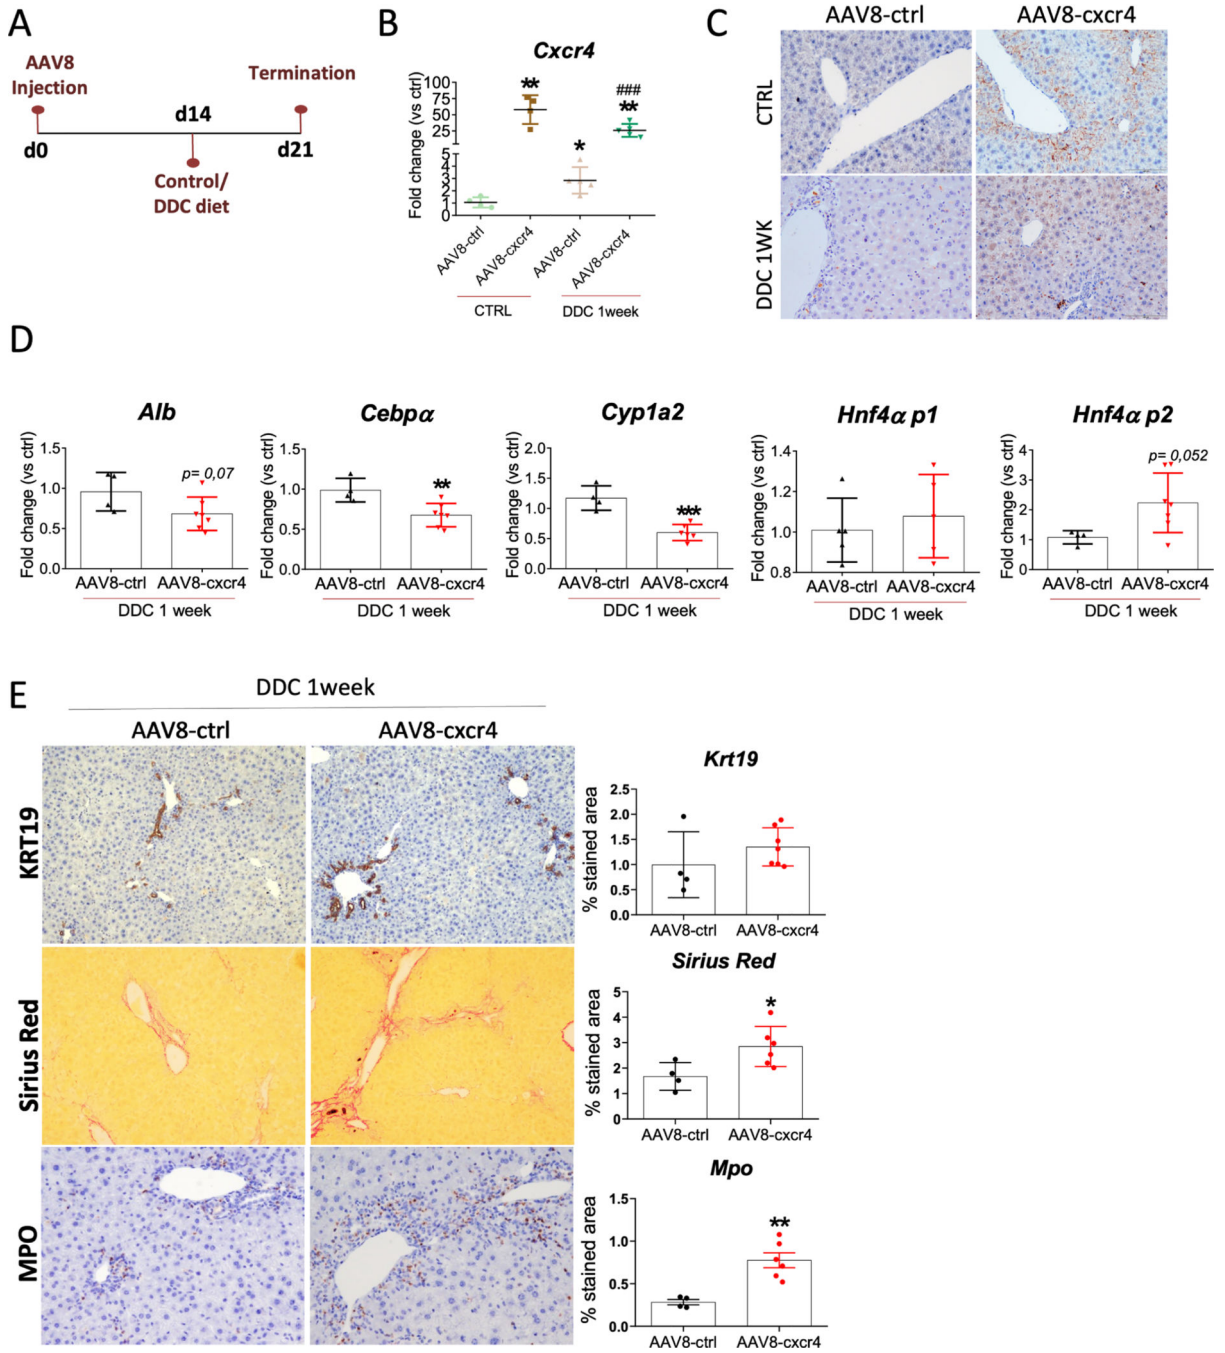 A
AAV8
Injection
Termination
d14
d0
d21
Control/
DDC diet
B
Cxcr4
Fold change (vs ctrl)
100
75
50
25
5
4
3
2
1
0
**
*
###
**
AAV8-ctrl
AAV8-cxcr4
AAV8-ctrl
AAV8-cxcr4
CTRL
DDC 1week
C
AAV8-ctrl
AAV8-cxcr4
CTRL
DDC 1WK
D
Alb
Fold change (vs ctrl)
1.5
1.0
0.5
0.0
p= 0,07
AAV8-ctrl
AAV8-cxcr4
DDC 1 week
Cebpα
Fold change (vs ctrl)
1.5
1.0
0.5
0.0
**
AAV8-ctrl
AAV8-cxcr4
DDC 1 week
Cyp1a2
Fold change (vs ctrl)
2.0
1.5
1.0
0.5
0.0
***
AAV8-ctrl
AAV8-cxcr4
DDC 1 week
Hnf4α p1
Fold change (vs ctrl)
1.4
1.2
1.0
0.8
AAV8-ctrl
AAV8-cxcr4
DDC 1 week
Hnf4α p2
Fold change (vs ctrl)
4
3
2
1
0
p= 0,052
AAV8-ctrl
AAV8-cxcr4
DDC 1 week
E
DDC 1week
AAV8-ctrl
AAV8-cxcr4
KRT19
Sirius Red
MPO
Krt19
% stained area
2.5
2.0
1.5
1.0
0.5
0.0
AAV8-ctrl
AAV8-cxcr4
Sirius Red
% stained area
5
4
3
2
1
0
*
AAV8-ctrl
AAV8-cxcr4
Mpo
% stained area
1.5
1.0
0.5
0.0
**
AAV8-ctrl
AAV8-cxcr4